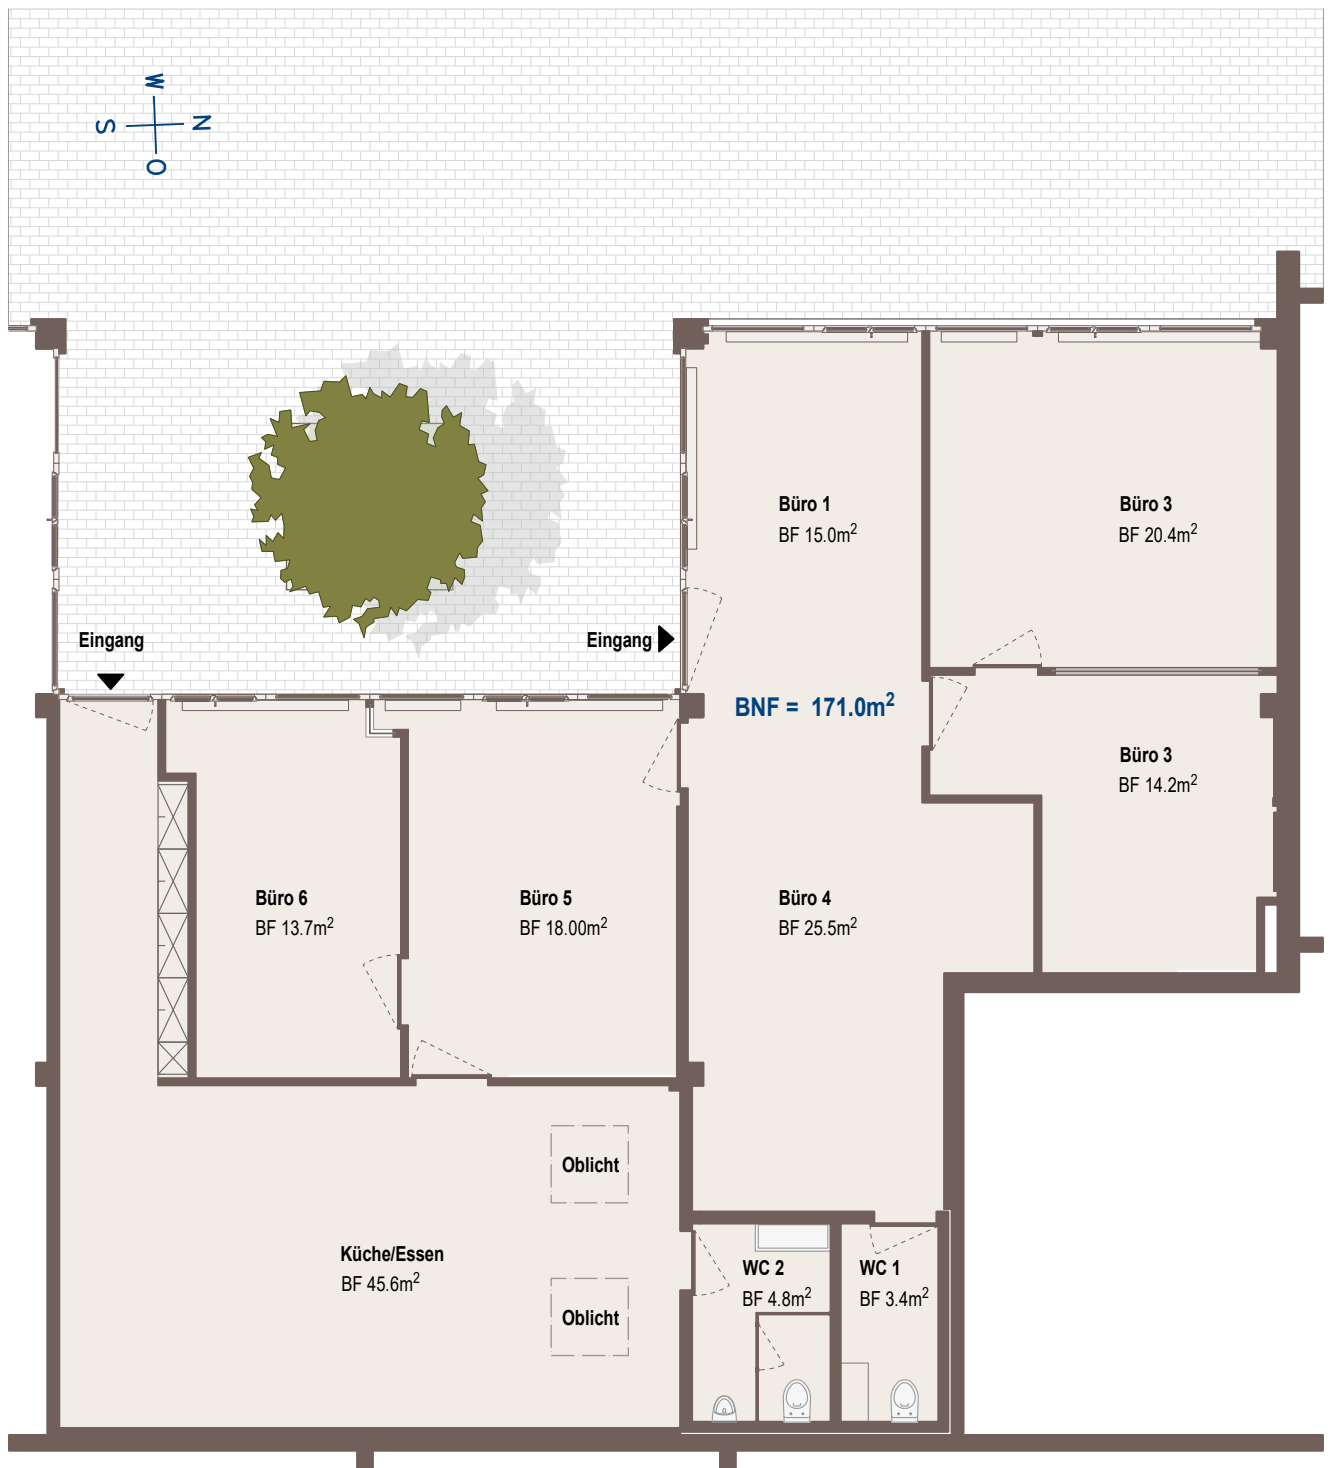 W
S N
O
Büro 1
BF 15.0m²
Büro 3
BF 20.4m²
Eingang
Eingang
BNF = 171.0m²
Büro 3
BF 14.2m²
Büro 6
BF 13.7m²
Büro 5
BF 18.00m²
Büro 4
BF 25.5m²
Oblicht
Küche/Essen
BF 45.6m²
Oblicht
WC 2
BF 4.8m²
WC 1
BF 3.4m²